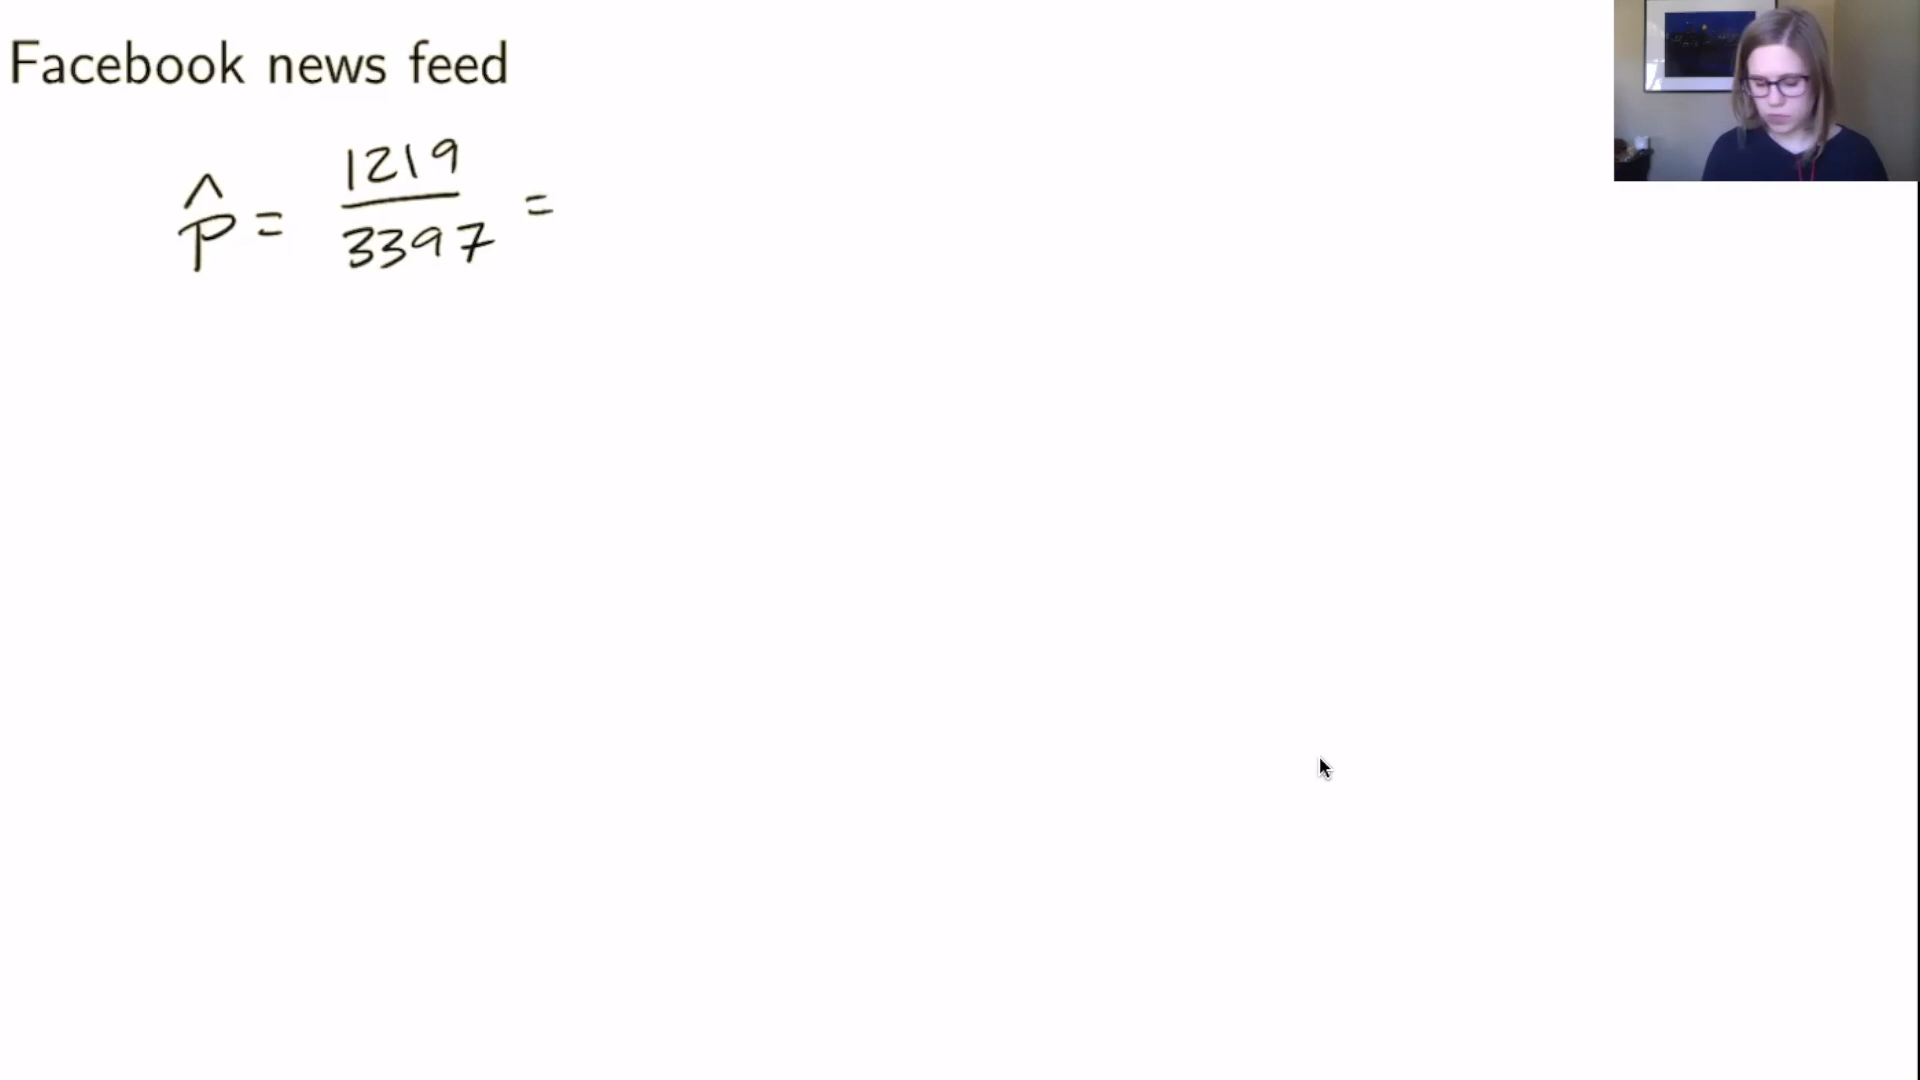 Facebook news feed
p̂ = 1219/3397 =